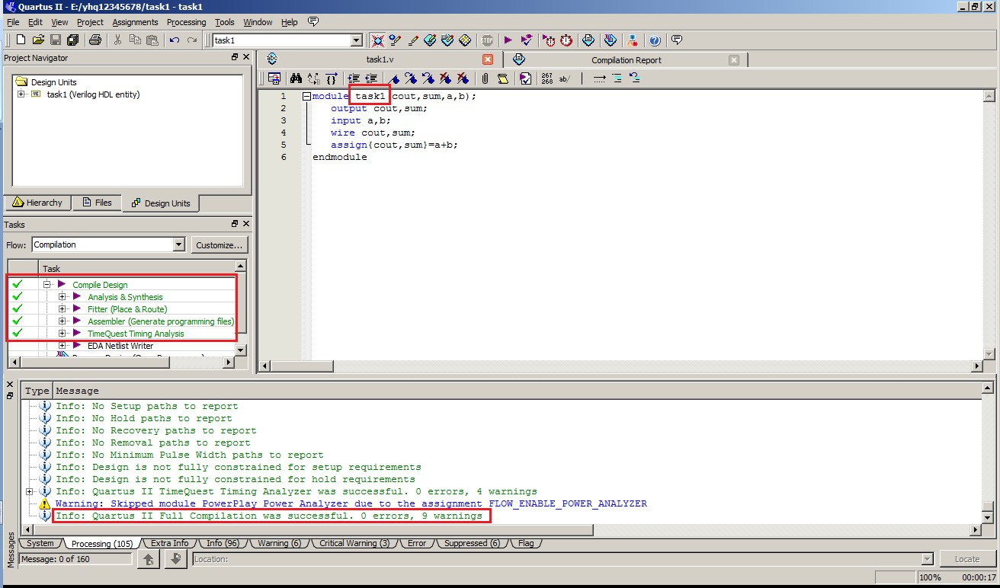 Quartus II - E:/yhq12345678/task1 - task1
File Edit View Project Assignments Processing Tools Window Help
task1
STOP
Project Navigator
Design Units
task1 (Verilog HDL entity)
Hierarchy Files Design Units
Tasks
Flow: Compilation Customize...
Task
Compile Design
Analysis & Synthesis
Fitter (Place & Route)
Assembler (Generate programming files)
TimeQuest Timing Analysis
EDA Netlist Writer
abc task1.v Compilation Report
267
268 ab/
1 module task1 cout,sum,a,b);
2 output cout,sum;
3 input a,b;
4 wire cout,sum;
5 assign{cout,sum}=a+b;
6 endmodule
Type Message
Info: No Setup paths to report
Info: No Hold paths to report
Info: No Recovery paths to report
Info: No Removal paths to report
Info: No Minimum Pulse Width paths to report
Info: Design is not fully constrained for setup requirements
Info: Design is not fully constrained for hold requirements
Info: Quartus II TimeQuest Timing Analyzer was successful. 0 errors, 4 warnings
Warning: Skipped module PowerPlay Power Analyzer due to the assignment FLOW_ENABLE_POWER_ANALYZER
Info: Quartus II Full Compilation was successful. 0 errors, 9 warnings
System Processing (105) Extra Info Info (96) Warning (6) Critical Warning (3) Error Suppressed (6) Flag
Messages
Message: 0 of 160 Location: Locate
100% 00:00:17